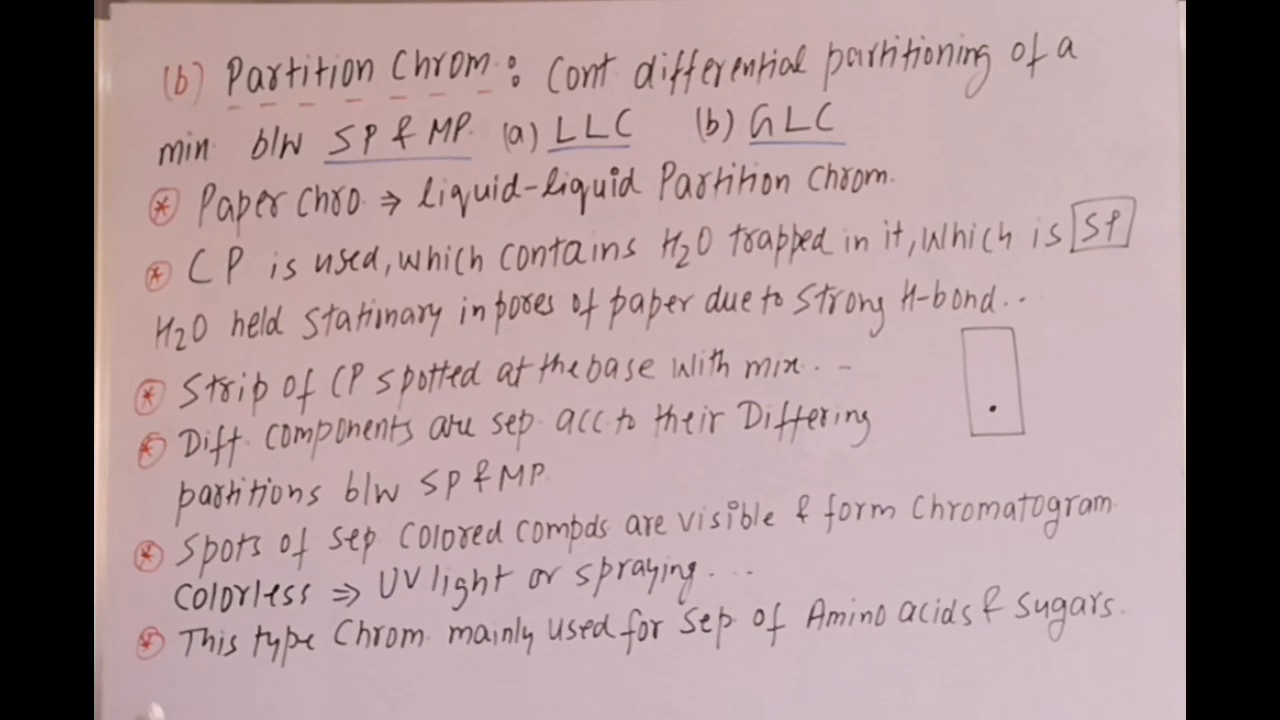 (b) Partition Chrom: Cont differential partitioning of a
min b/w SP & MP. (a) LLC (b) GLC
* Paper Chro ⇒ liquid-liquid Partition Chrom.
* CP is used, which contains H2O trapped in it, which is SP
H2O held stationary in pores of paper due to strong H-bond..
* Strip of CP spotted at the base with mix. . -
* Diff. components are sep. acc to their Differing
partitions b/w SP & MP.
* Spots of sep colored compds are visible & form Chromatogram.
Colorless ⇒ UV light or spraying. ...
* This type Chrom. mainly used for sep of Amino acids & sugars.